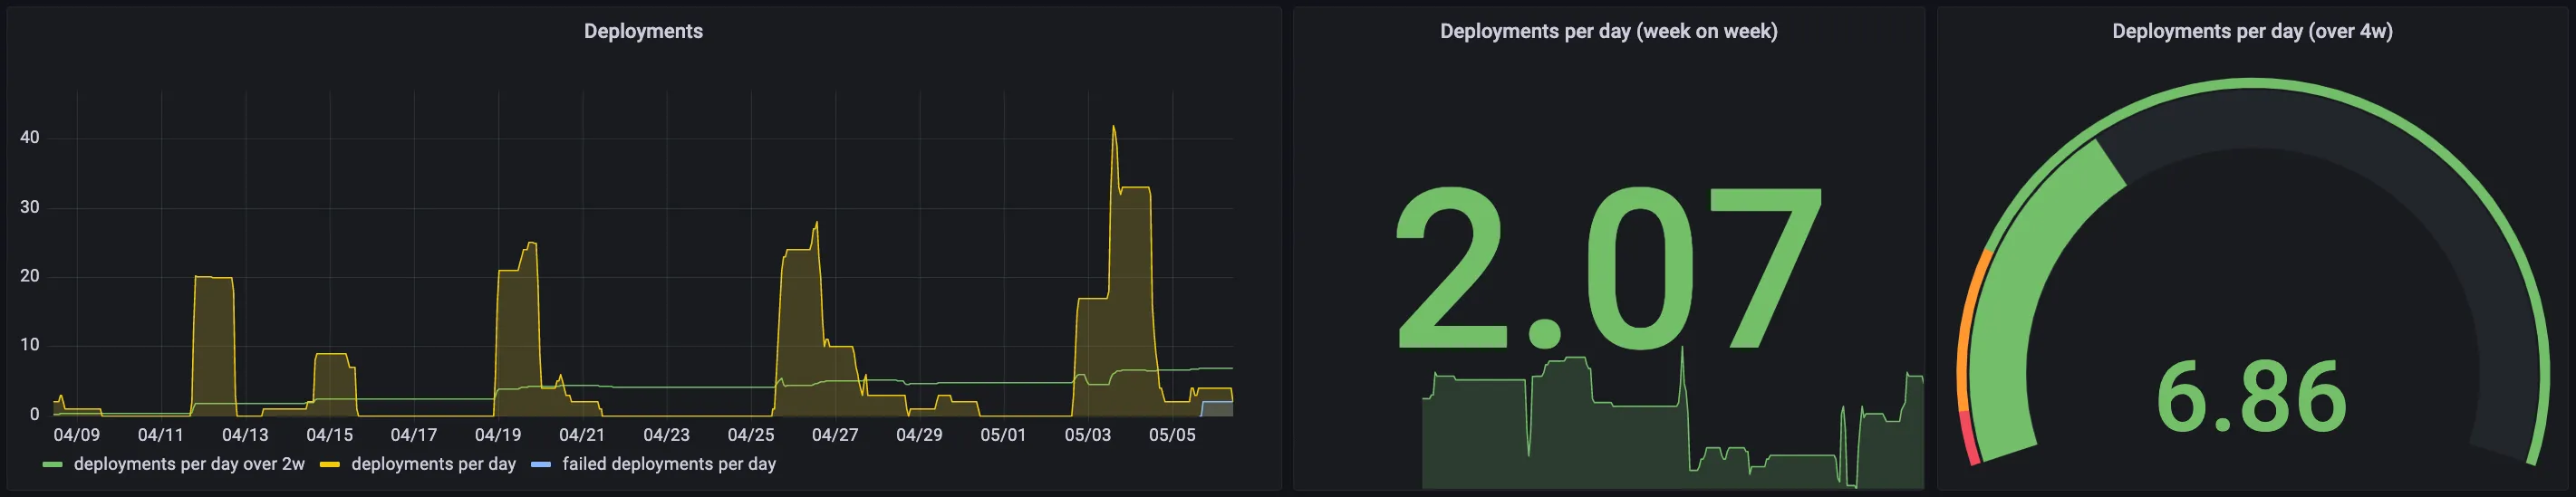 Deployments
40
30
20
10
0
04/09 04/11 04/13 04/15 04/17 04/19 04/21 04/23 04/25 04/27 04/29 05/01 05/03 05/05
deployments per day over 2w deployments per day failed deployments per day
Deployments per day (week on week)
2.07
Deployments per day (over 4w)
6.86